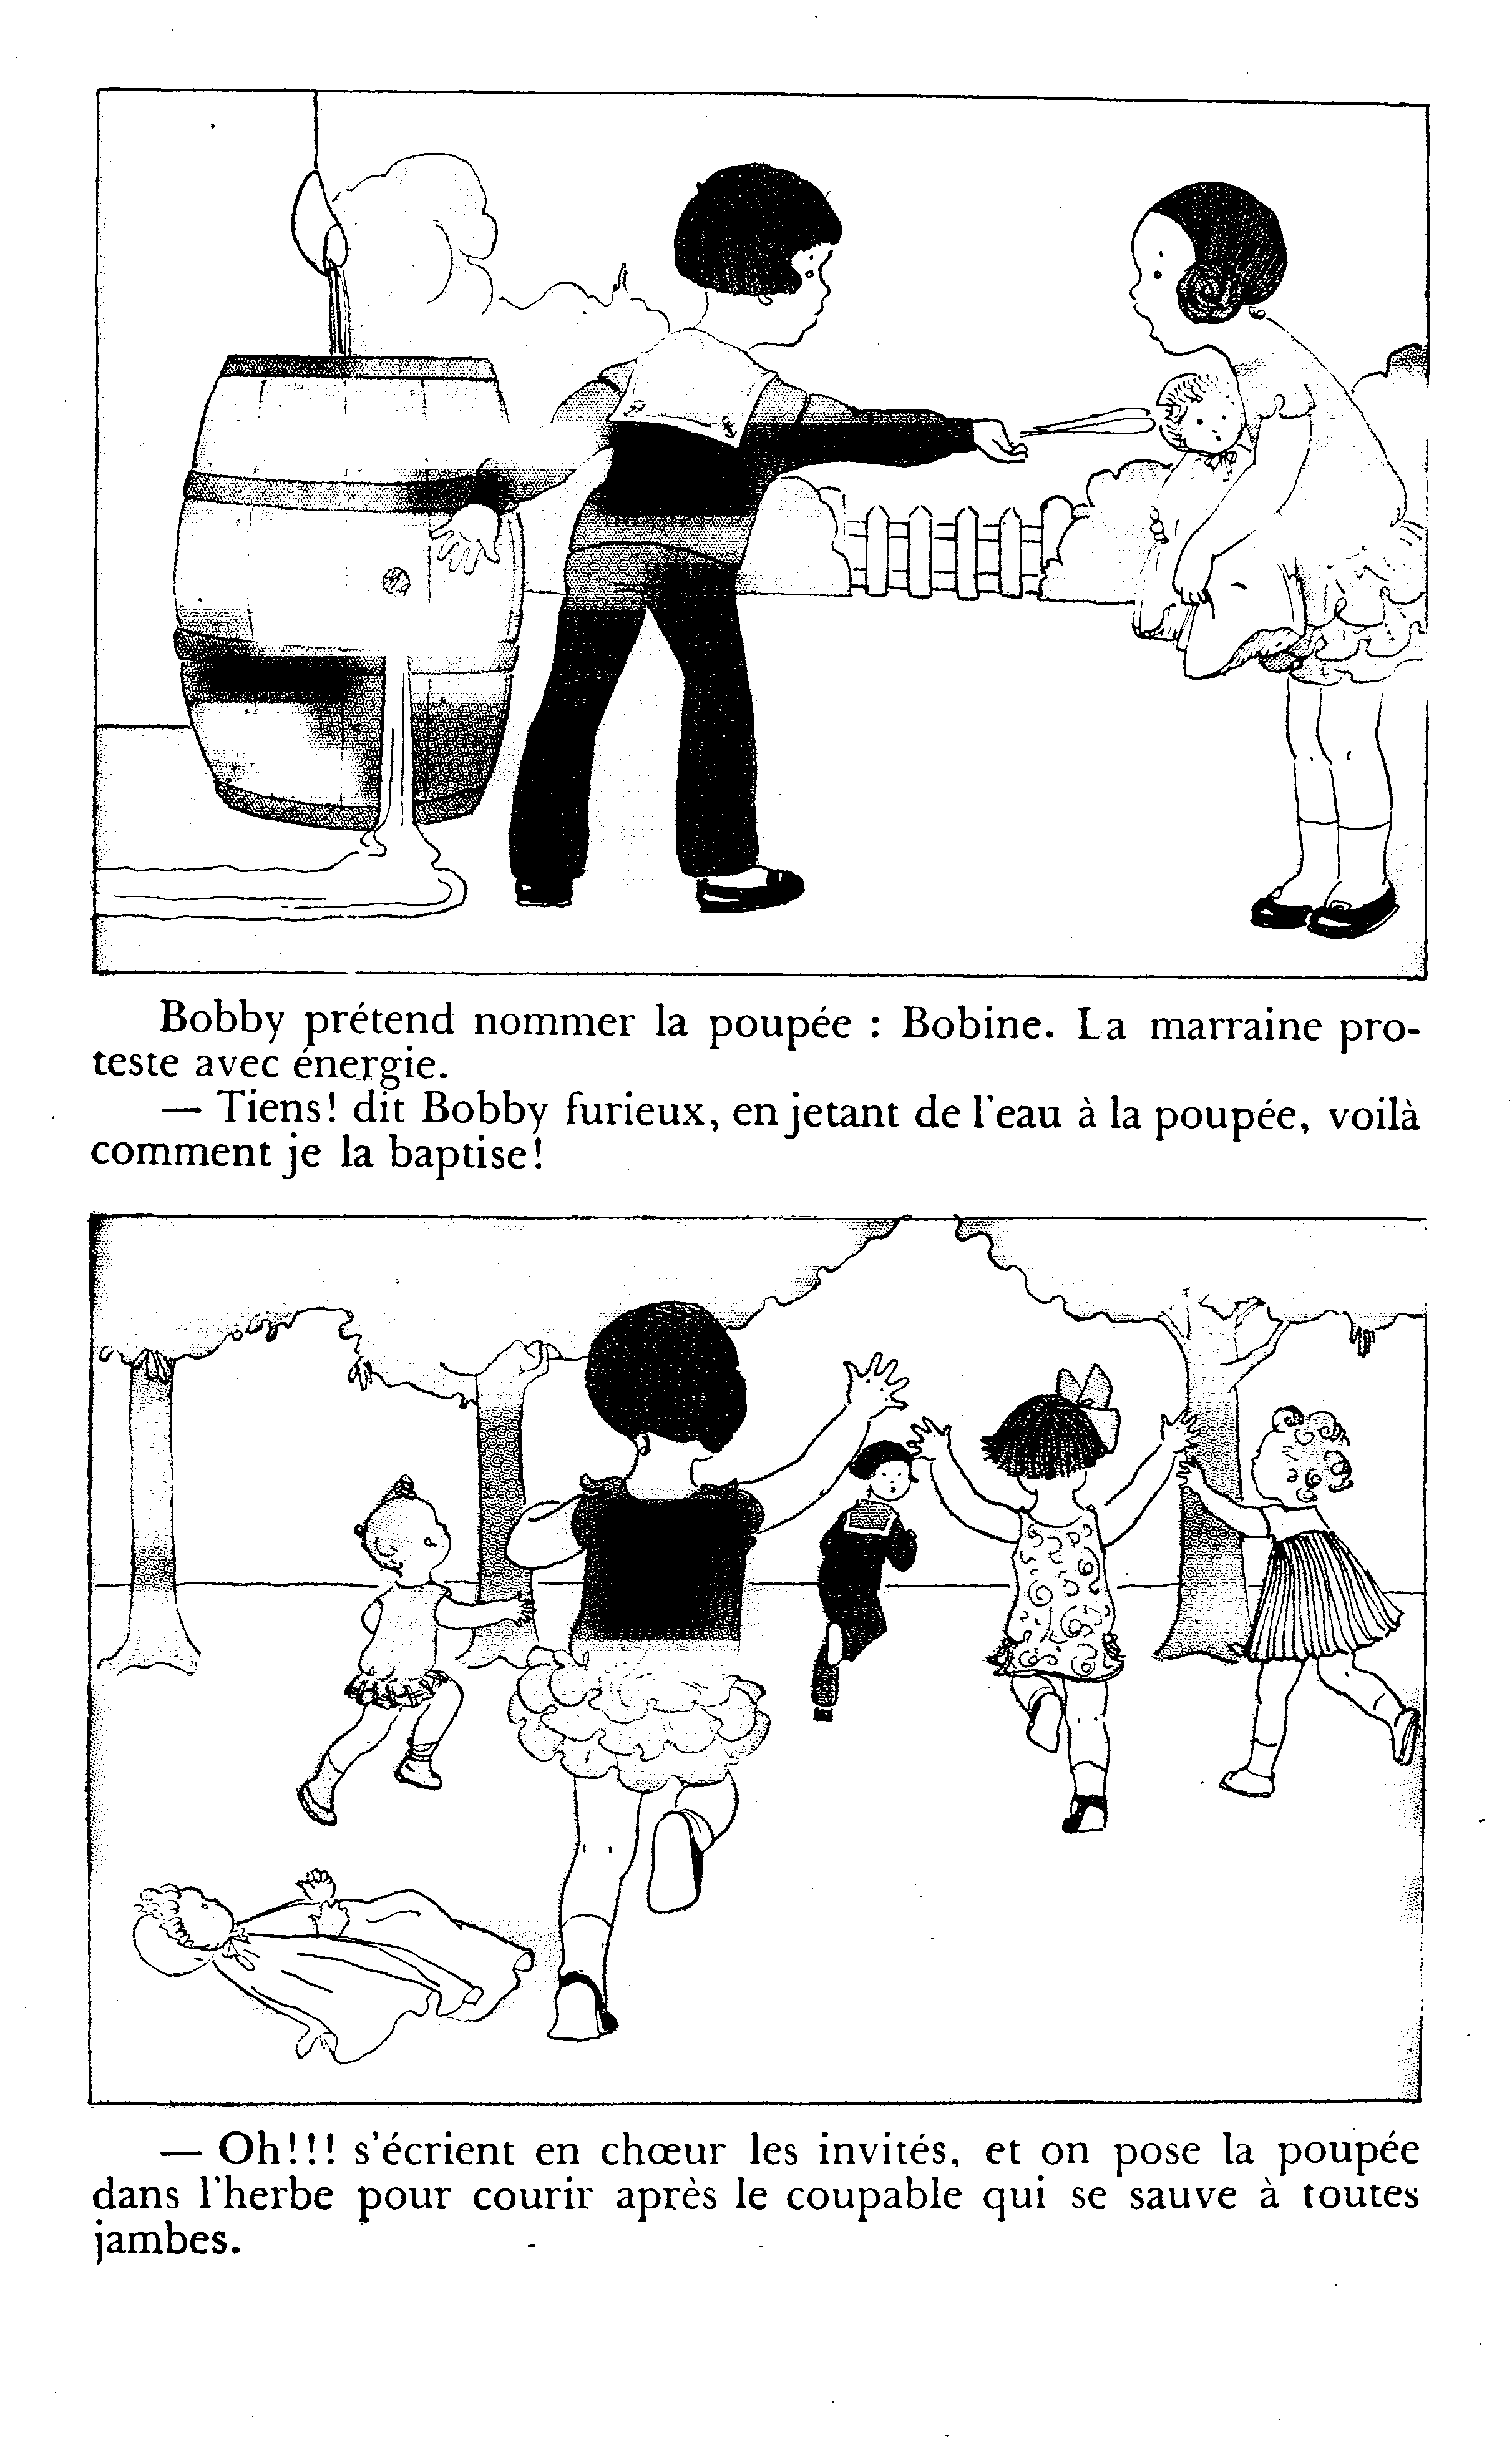 Bobby prétend nommer la poupée : Bobine. La marraine pro-
teste avec énergie.
— Tiens! dit Bobby furieux, en jetant de l'eau à la poupée, voilà
comment je la baptise!
— Oh!!! s'écrient en chœur les invités, et on pose la poupée
dans l'herbe pour courir après le coupable qui se sauve à toutes
jambes.